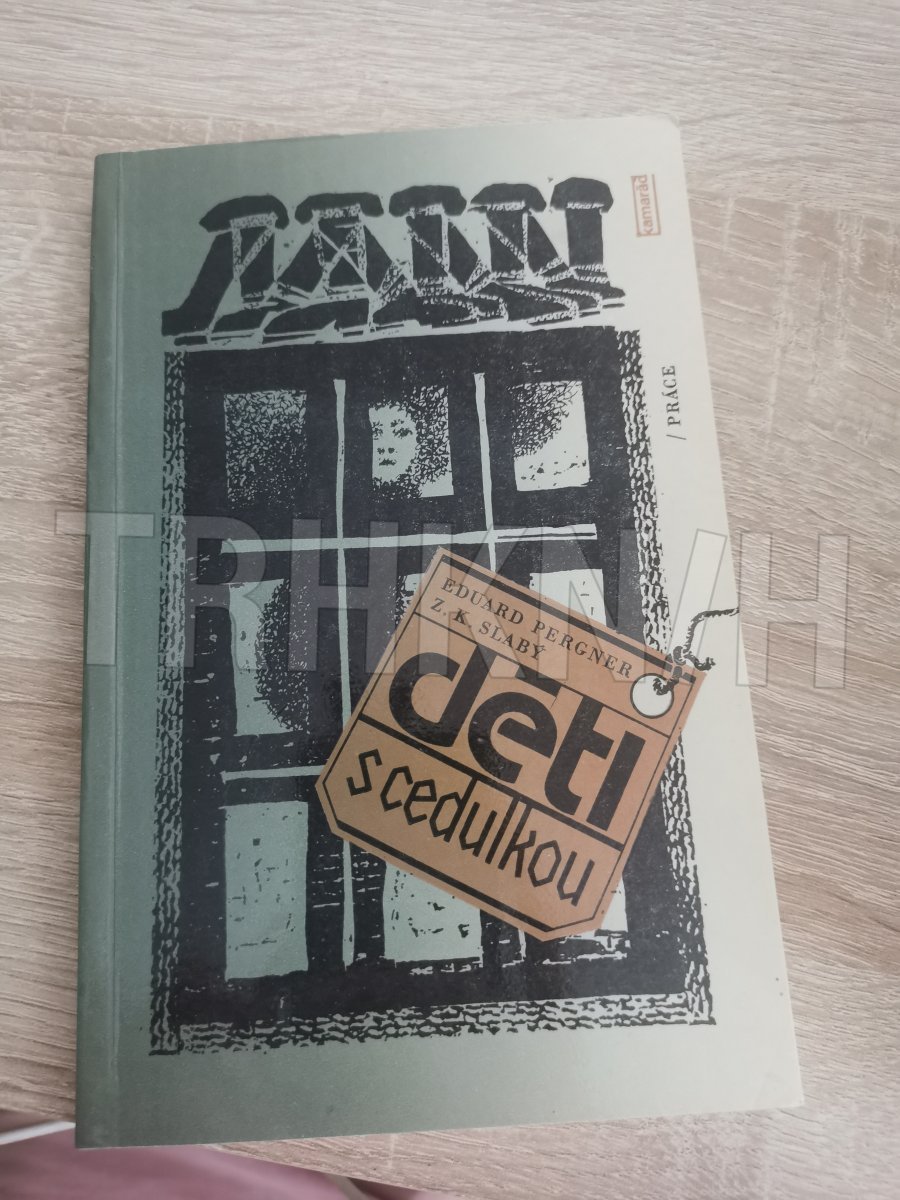 kamarád
/ PRÁCE
EDUARD PERGNER
Z. K. SLABÝ
děti
s cedulkou
TRHKNIH